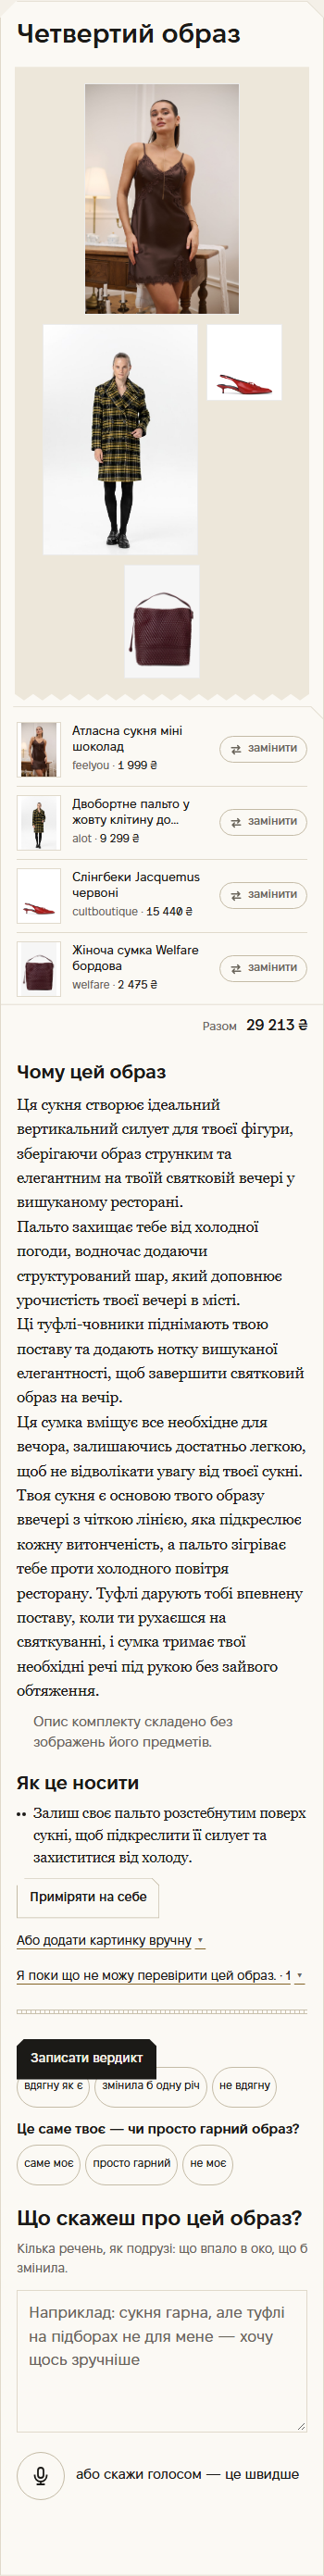 Четвертий образ
Атласна сукня міні
шоколад
feelyou · 1 999 ₴
замінити
Двобортне пальто у
жовту клітину до...
alot · 9 299 ₴
замінити
Слінгбеки Jacquemus
червоні
cultboutique · 15 440 ₴
замінити
Жіноча сумка Welfare
бордова
welfare · 2 475 ₴
замінити
Разом 29 213 ₴
Чому цей образ
Ця сукня створює ідеальний
вертикальний силует для твоєї фігури,
зберігаючи образ струнким та
елегантним на твоїй святковій вечері у
вишуканому ресторані.
Пальто захищає тебе від холодної
погоди, водночас додаючи
структурований шар, який доповнює
урочистість твоєї вечері в місті.
Ці туфлі-човники піднімають твою
поставу та додають нотку вишуканої
елегантності, щоб завершити святковий
образ на вечір.
Ця сумка вміщує все необхідне для
вечора, залишаючись достатньо легкою,
щоб не відволікати увагу від твоєї сукні.
Твоя сукня є основою твого образу
ввечері з чіткою лінією, яка підкреслює
кожну витонченість, а пальто зігріває
тебе проти холодного повітря
ресторану. Туфлі дарують тобі впевнену
поставу, коли ти рухаєшся на
святкуванні, і сумка тримає твої
необхідні речі під рукою без зайвого
обтяження.
Опис комплекту складено без
зображень його предметів.
Як це носити
Залиш своє пальто розстебнутим поверх
сукні, щоб підкреслити її силует та
захиститися від холоду.
Приміряти на себе
Або додати картинку вручну
Я поки що не можу перевірити цей образ. · 1
Записати вердикт
вдягну як є
змінила б одну річ
не вдягну
Це саме твоє — чи просто гарний образ?
саме моє
просто гарний
не моє
Що скажеш про цей образ?
Кілька речень, як подрузі: що впало в око, що б
змінила.
Наприклад: сукня гарна, але туфлі
на підборах не для мене — хочу
щось зручніше
або скажи голосом — це швидше